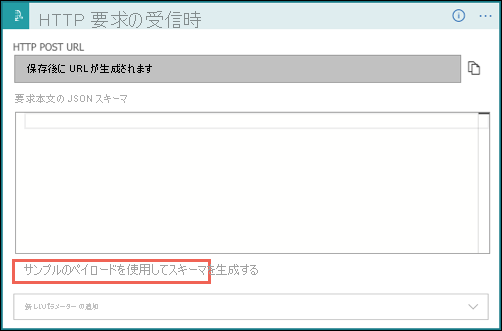 HTTP 要求の受信時
HTTP POST URL
保存後に URL が生成されます
要求本文の JSON スキーマ
サンプルのペイロードを使用してスキーマを生成する
新しいパラメーターの追加